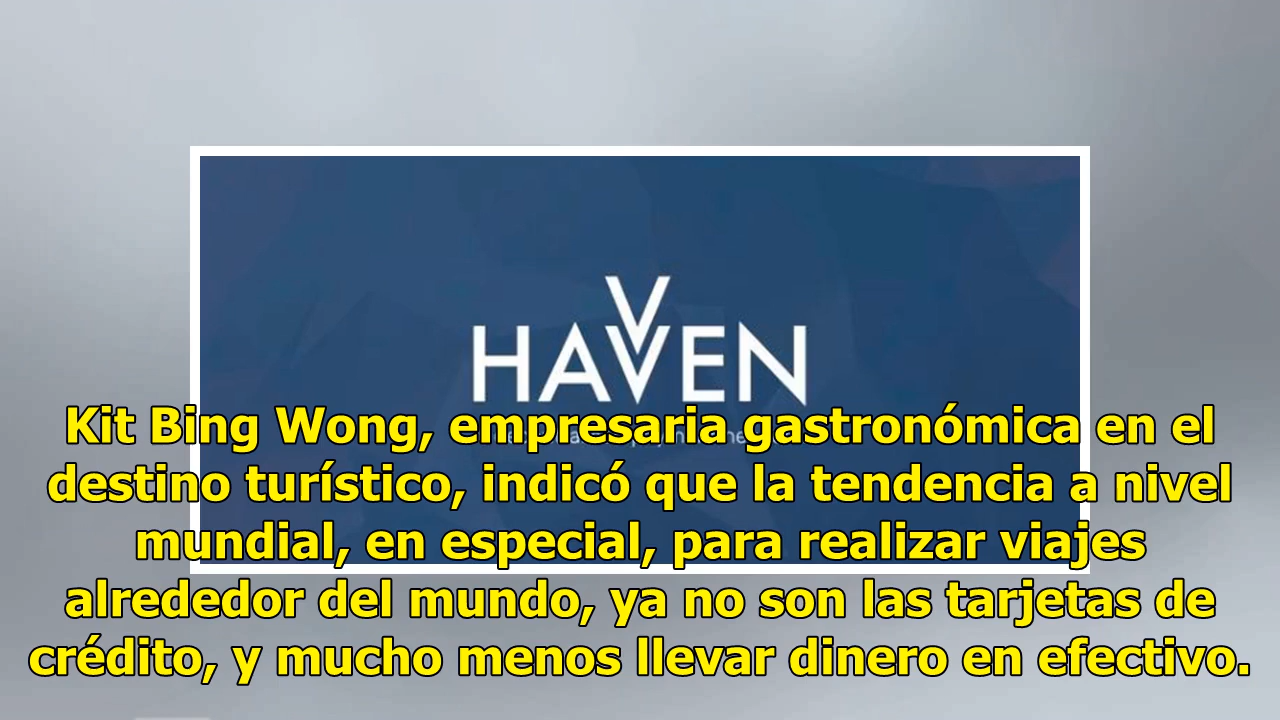 HAVVEN
Kit Bing Wong, empresaria gastronómica en el
destino turístico, indicó que la tendencia a nivel
mundial, en especial, para realizar viajes
alrededor del mundo, ya no son las tarjetas de
crédito, y mucho menos llevar dinero en efectivo.